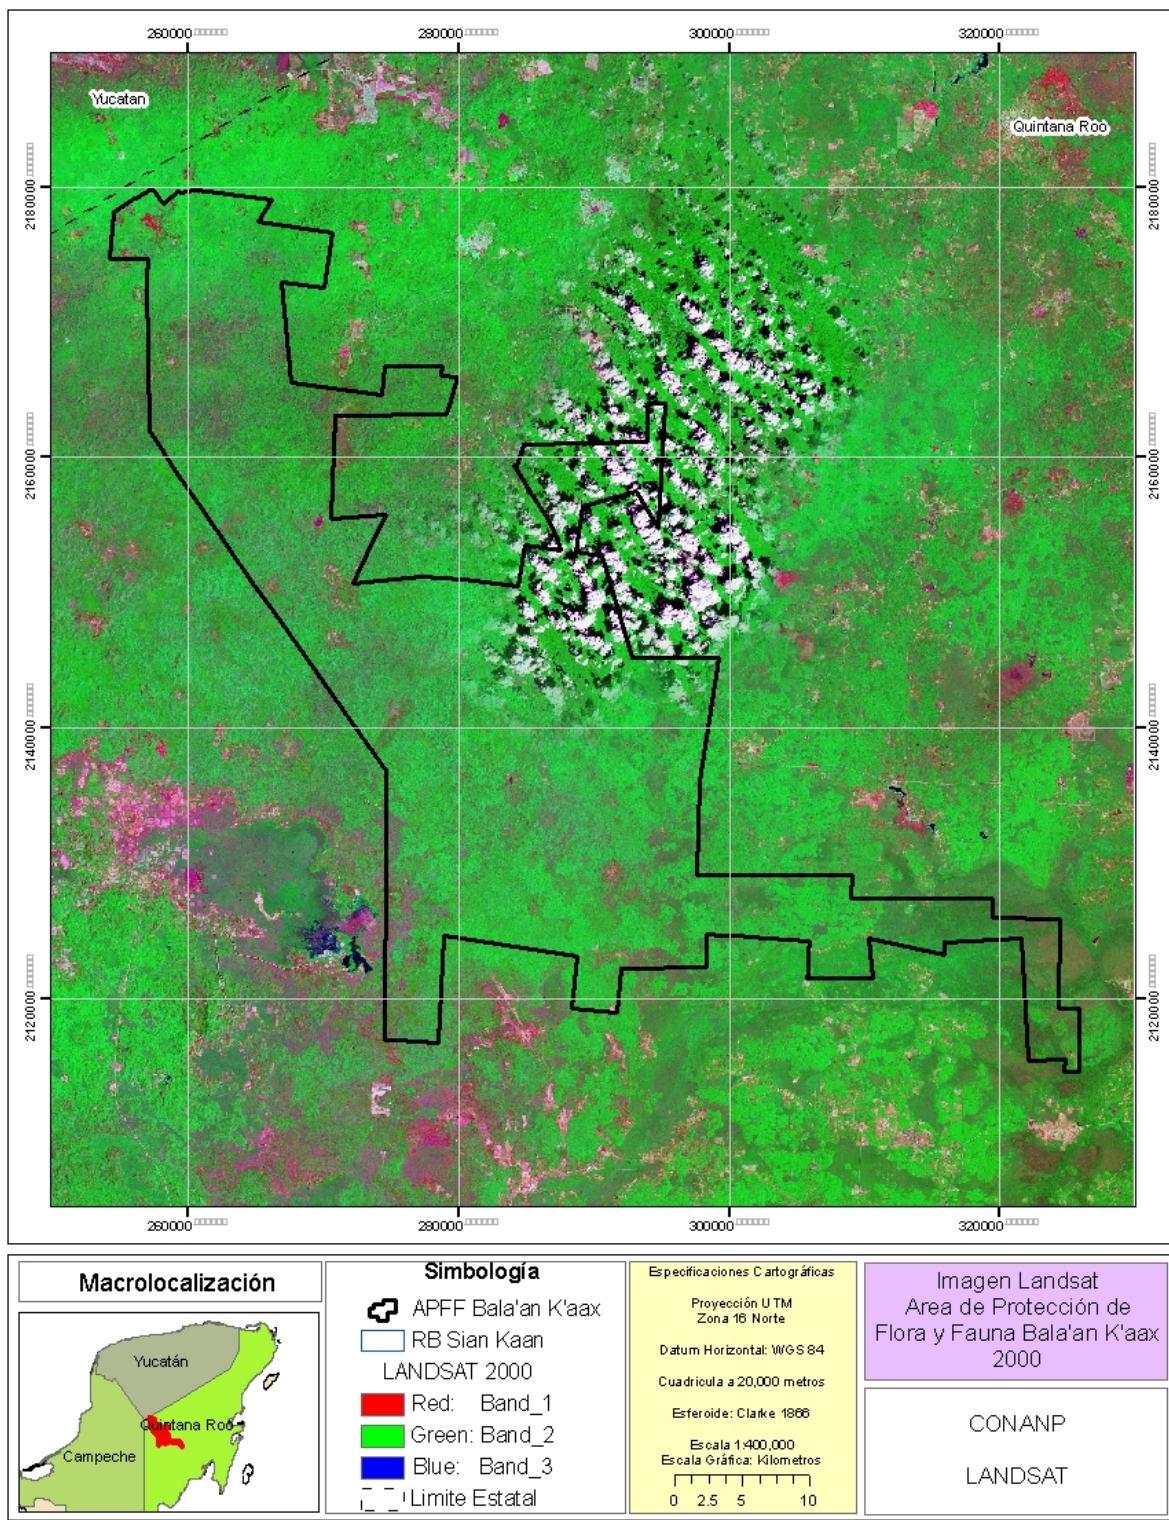 260000 280000 300000 320000
Yucatan
Quintana Roo
2180000 2180000
2160000 2160000
2140000 2140000
2120000 2120000
260000 280000 300000 320000
Macrolocalización
Yucatán
Quintana Roo
Campeche
Simbología
APFF Bala'an K'aax
RB Sian Kaan
LANDSAT 2000
Red: Band_1
Green: Band_2
Blue: Band_3
Limite Estatal
Especificaciones Cartográficas
Proyección UTM
Zona 16 Norte
Datum Horizontal: WGS 84
Cuadricula a 20,000 metros
Esferoide: Clarke 1866
Escala 1:400,000
Escala Gráfica: Kilometros
0 2.5 5 10
Imagen Landsat
Area de Protección de
Flora y Fauna Bala'an K'aax
2000
CONANP
LANDSAT